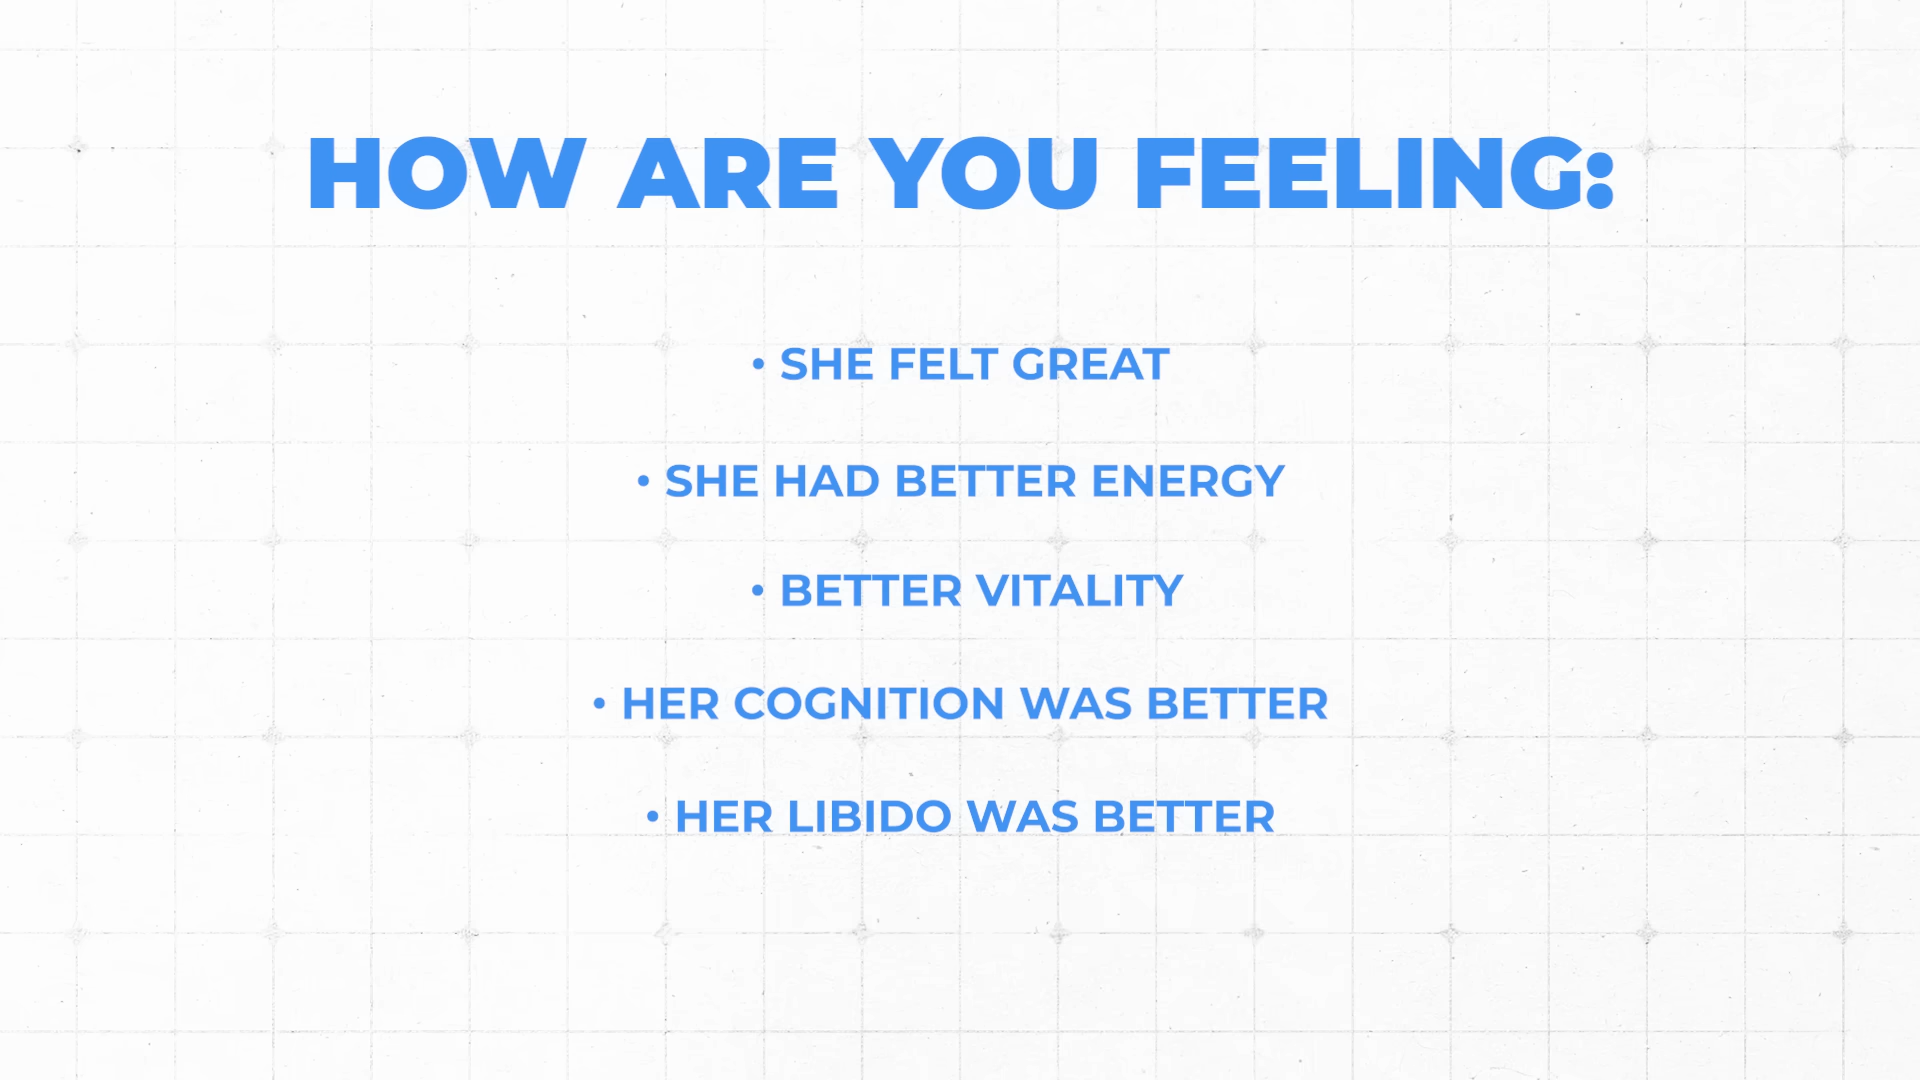 HOW ARE YOU FEELING:
• SHE FELT GREAT
• SHE HAD BETTER ENERGY
• BETTER VITALITY
• HER COGNITION WAS BETTER
• HER LIBIDO WAS BETTER